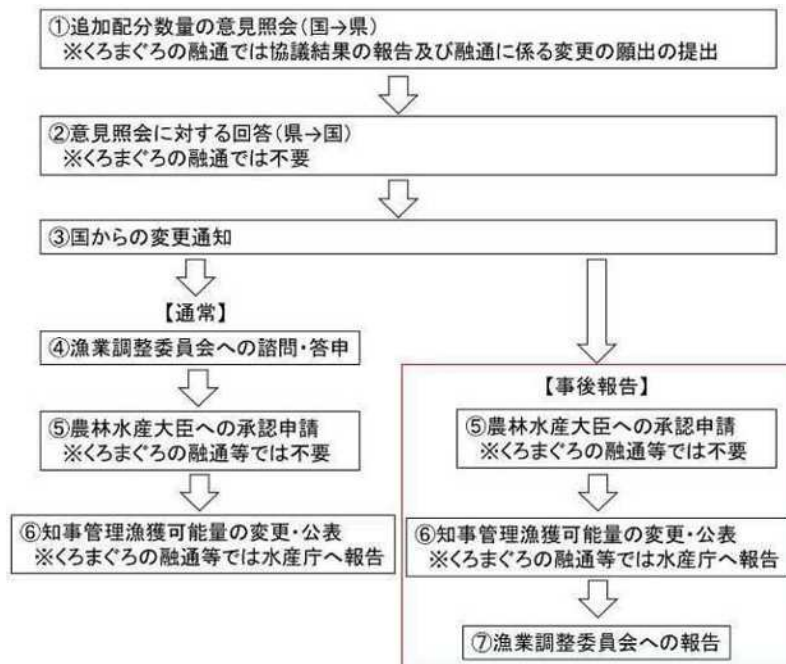 ①追加配分数量の意見照会(国→県)
※くろまぐろの融通では協議結果の報告及び融通に係る変更の願出の提出
②意見照会に対する回答(県→国)
※くろまぐろの融通では不要
③国からの変更通知
【通常】
④漁業調整委員会への諮問・答申
⑤農林水産大臣への承認申請
※くろまぐろの融通等では不要
⑥知事管理漁獲可能量の変更・公表
※くろまぐろの融通等では水産庁へ報告
【事後報告】
⑤農林水産大臣への承認申請
※くろまぐろの融通等では不要
⑥知事管理漁獲可能量の変更・公表
※くろまぐろの融通等では水産庁へ報告
⑦漁業調整委員会への報告